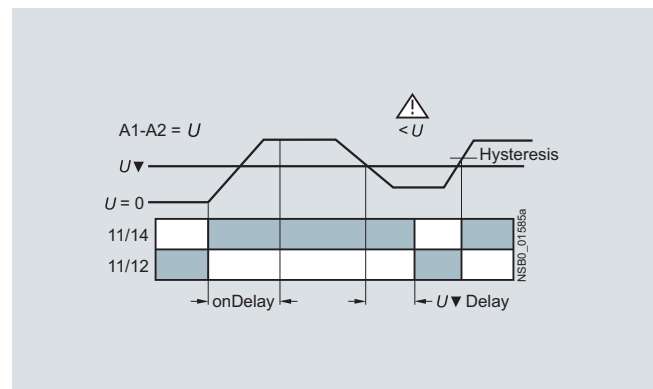 A1-A2 = U
< U
U▼
Hysteresis
U = 0
11/14
11/12
onDelay
U▼ Delay
NSB0_01585a